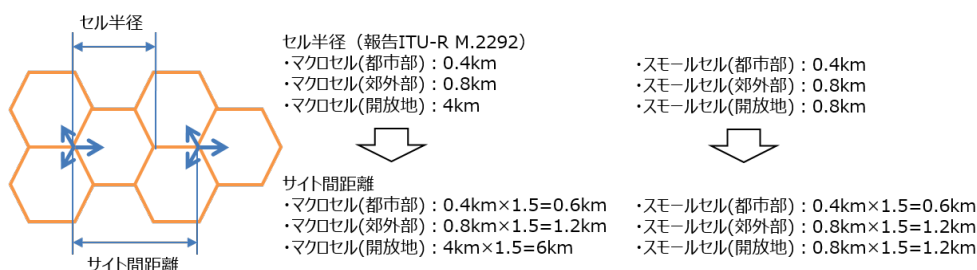 セル半径
セル半径（報告ITU-R M.2292）
・マクロセル(都市部)：0.4km
・マクロセル(郊外部)：0.8km
・マクロセル(開放地)：4km
・スモールセル(都市部)：0.4km
・スモールセル(郊外部)：0.8km
・スモールセル(開放地)：0.8km
サイト間距離
・マクロセル(都市部)：0.4km×1.5=0.6km
・マクロセル(郊外部)：0.8km×1.5=1.2km
・マクロセル(開放地)：4km×1.5=6km
・スモールセル(都市部)：0.4km×1.5=0.6km
・スモールセル(郊外部)：0.8km×1.5=1.2km
・スモールセル(開放地)：0.8km×1.5=1.2km
サイト間距離